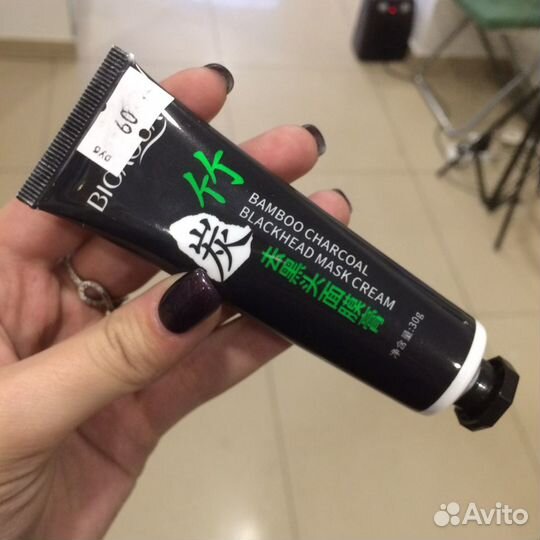 60
руб
竹
炭
BAMBOO CHARCOAL
BLACKHEAD MASK CREAM
去黑头面膜膏
净含量:30g
Avito